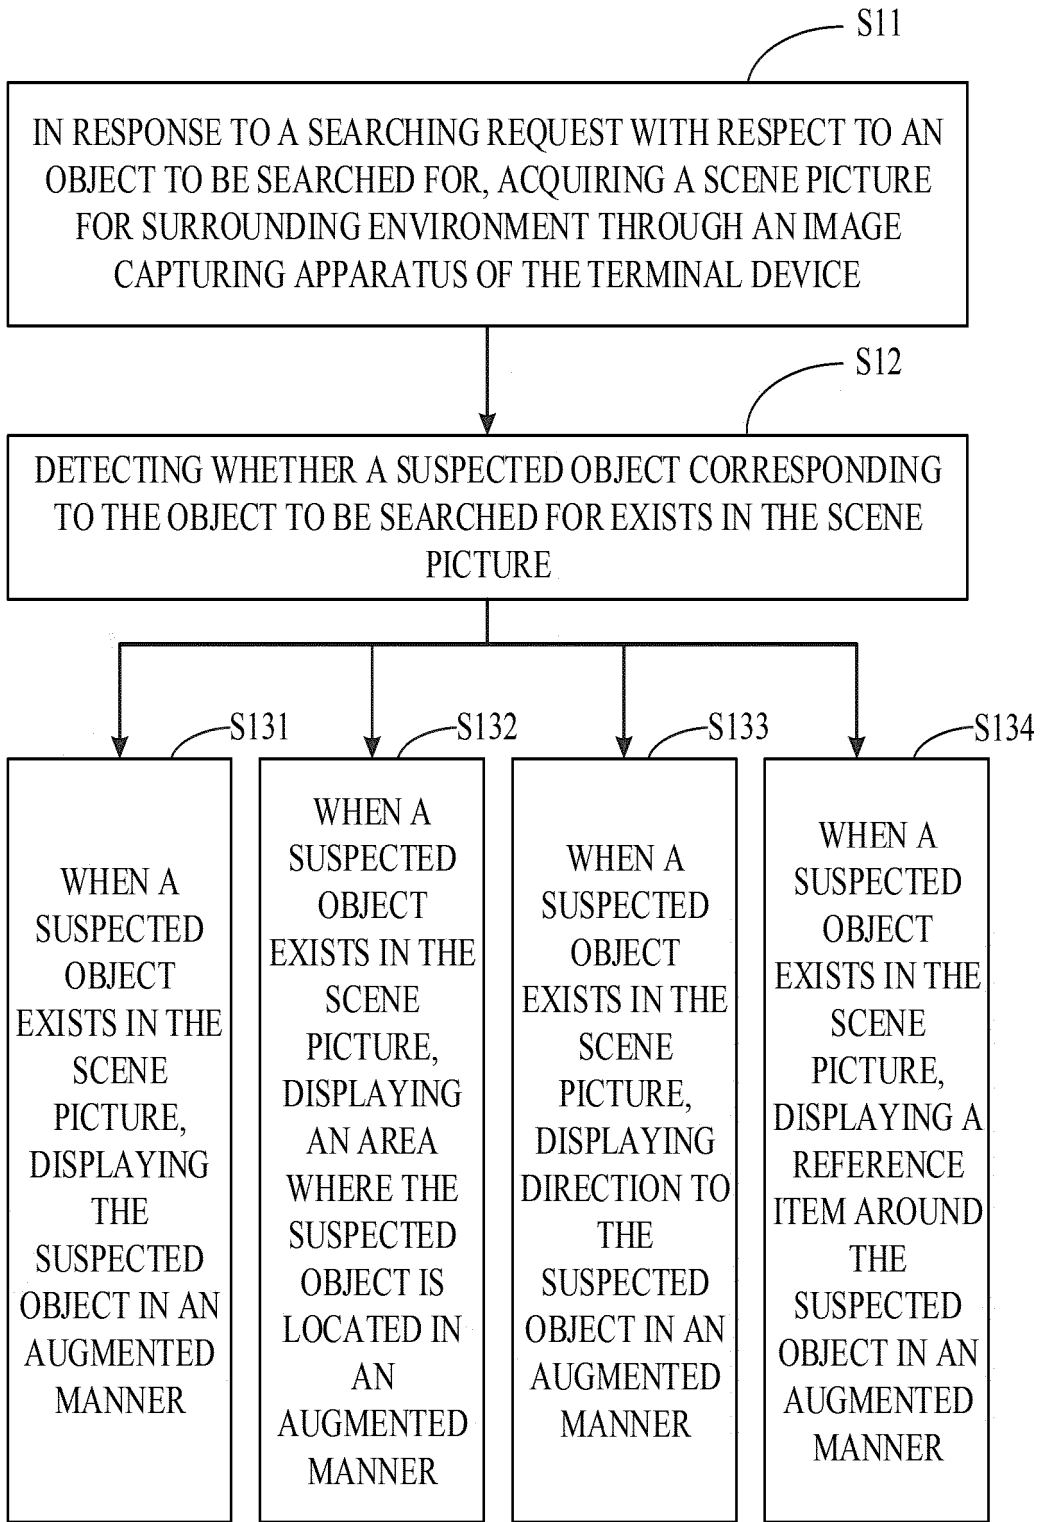 S11
IN RESPONSE TO A SEARCHING REQUEST WITH RESPECT TO AN
OBJECT TO BE SEARCHED FOR, ACQUIRING A SCENE PICTURE
FOR SURROUNDING ENVIRONMENT THROUGH AN IMAGE
CAPTURING APPARATUS OF THE TERMINAL DEVICE
S12
DETECTING WHETHER A SUSPECTED OBJECT CORRESPONDING
TO THE OBJECT TO BE SEARCHED FOR EXISTS IN THE SCENE
PICTURE
S131
WHEN A
SUSPECTED
OBJECT
EXISTS IN THE
SCENE
PICTURE,
DISPLAYING
THE
SUSPECTED
OBJECT IN AN
AUGMENTED
MANNER
S132
WHEN A
SUSPECTED
OBJECT
EXISTS IN THE
SCENE
PICTURE,
DISPLAYING
AN AREA
WHERE THE
SUSPECTED
OBJECT IS
LOCATED IN
AN
AUGMENTED
MANNER
S133
WHEN A
SUSPECTED
OBJECT
EXISTS IN THE
SCENE
PICTURE,
DISPLAYING
DIRECTION TO
THE
SUSPECTED
OBJECT IN AN
AUGMENTED
MANNER
S134
WHEN A
SUSPECTED
OBJECT
EXISTS IN THE
SCENE
PICTURE,
DISPLAYING A
REFERENCE
ITEM AROUND
THE
SUSPECTED
OBJECT IN AN
AUGMENTED
MANNER